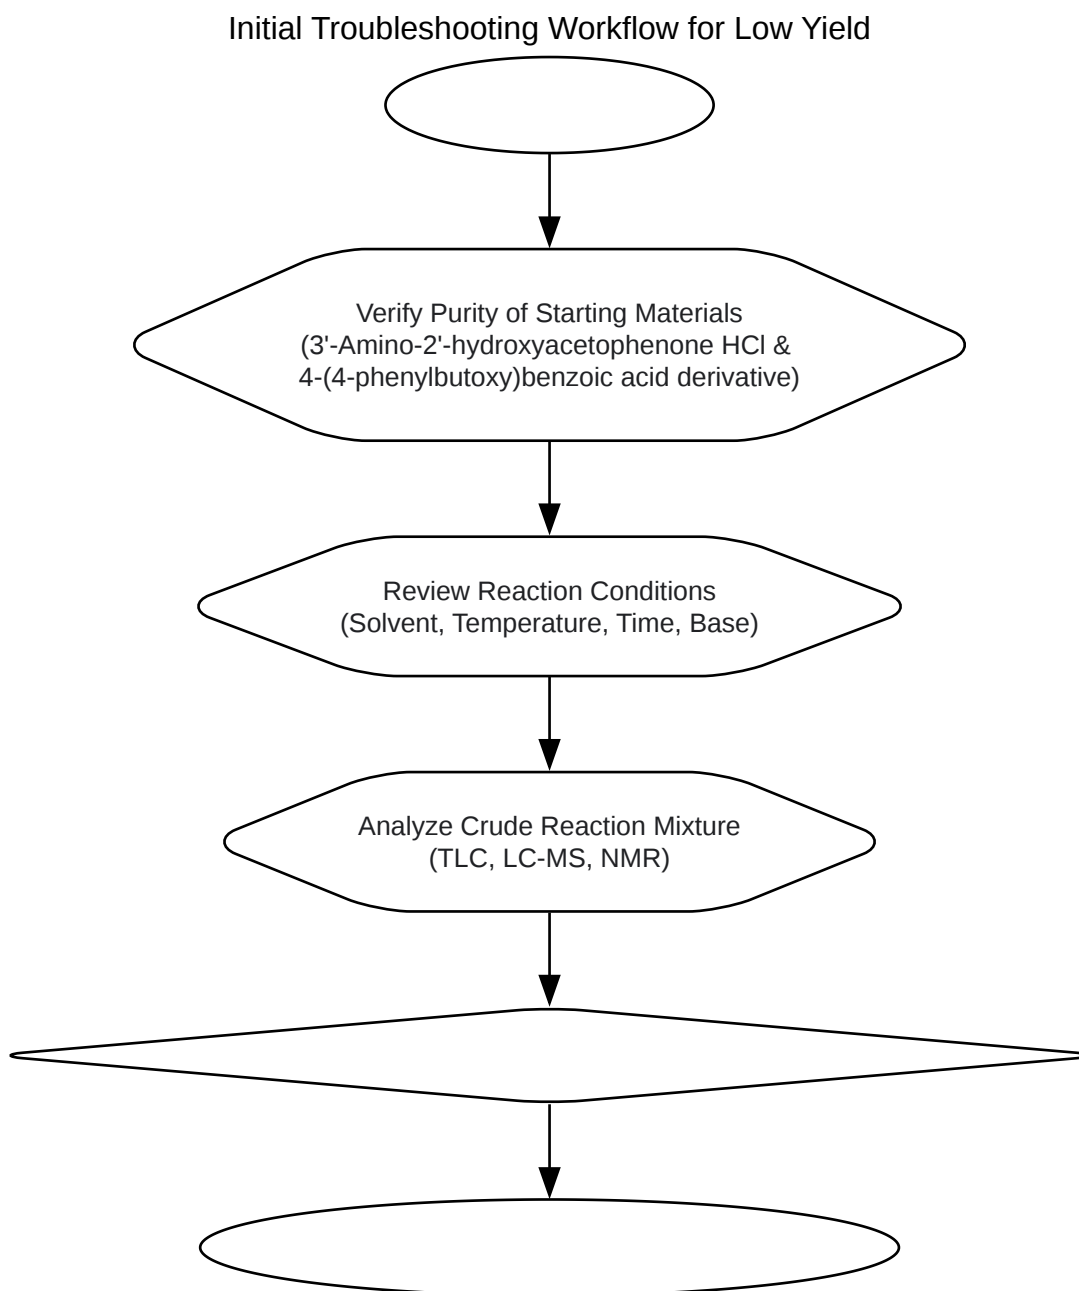 Initial Troubleshooting Workflow for Low Yield
Verify Purity of Starting Materials
(3'-Amino-2'-hydroxyacetophenone HCl &
4-(4-phenylbutoxy)benzoic acid derivative)
Review Reaction Conditions
(Solvent, Temperature, Time, Base)
Analyze Crude Reaction Mixture
(TLC, LC-MS, NMR)